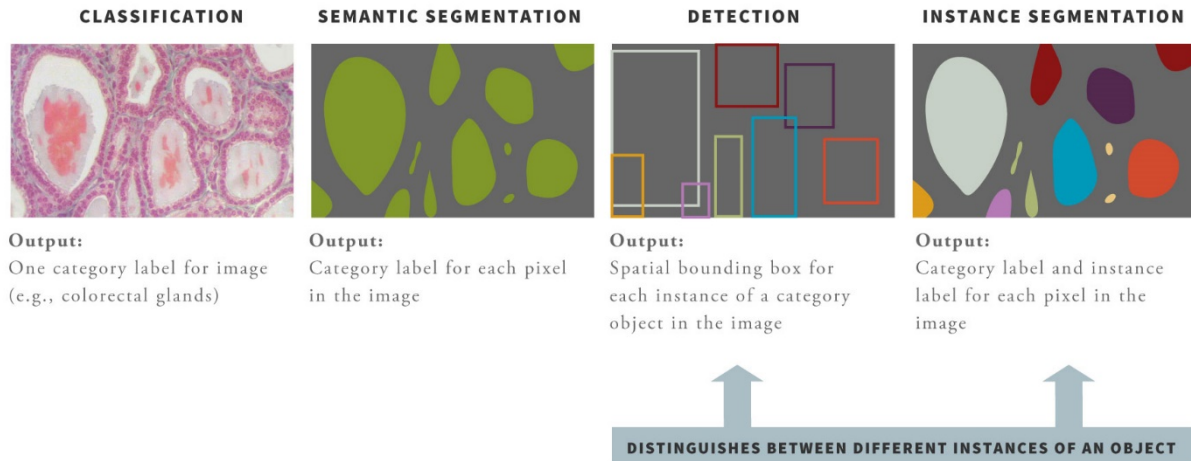 CLASSIFICATION
SEMANTIC SEGMENTATION
DETECTION
INSTANCE SEGMENTATION
Output:
One category label for image
(e.g., colorectal glands)
Output:
Category label for each pixel
in the image
Output:
Spatial bounding box for
each instance of a category
object in the image
Output:
Category label and instance
label for each pixel in the
image
DISTINGUISHES BETWEEN DIFFERENT INSTANCES OF AN OBJECT